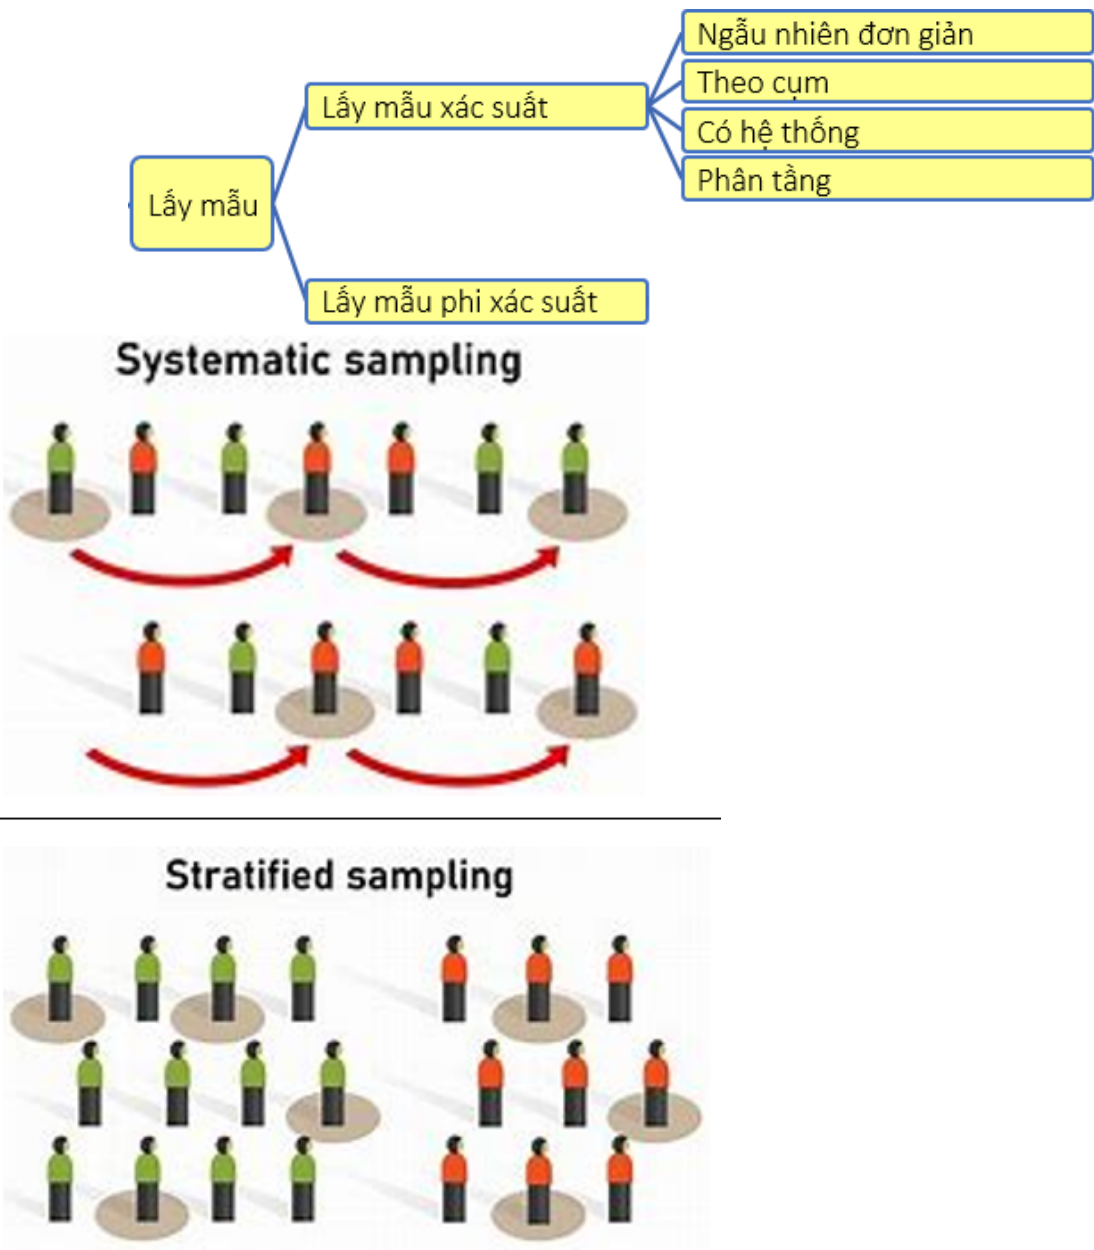 Ngẫu nhiên đơn giản
Theo cụm
Lấy mẫu xác suất
Có hệ thống
Phân tầng
Lấy mẫu
Lấy mẫu phi xác suất
Systematic sampling
Stratified sampling